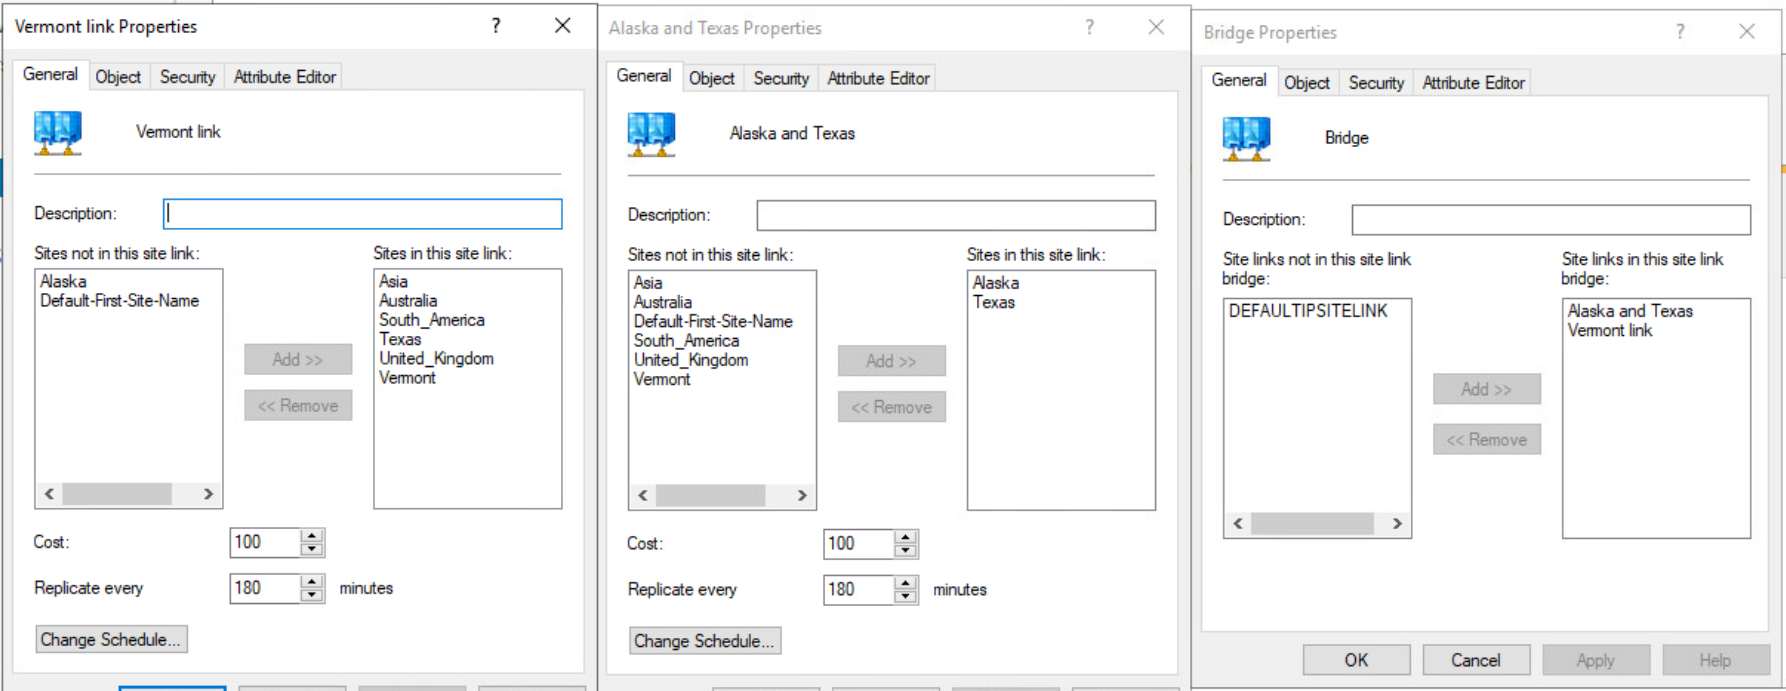 Vermont link Properties
?
General Object Security Attribute Editor
Vermont link
Description:
Sites not in this site link:
Alaska
Default-First-Site-Name
Add >>
<< Remove
Sites in this site link:
Asia
Australia
South_America
Texas
United_Kingdom
Vermont
Cost: 100
Replicate every 180 minutes
Change Schedule...
Alaska and Texas Properties
?
General Object Security Attribute Editor
Alaska and Texas
Description:
Sites not in this site link:
Asia
Australia
Default-First-Site-Name
South_America
United_Kingdom
Vermont
Add >>
<< Remove
Sites in this site link:
Alaska
Texas
Cost: 100
Replicate every 180 minutes
Change Schedule...
Bridge Properties
?
General Object Security Attribute Editor
Bridge
Description:
Site links not in this site link
bridge:
DEFAULTIPSITELINK
Add >>
<< Remove
Site links in this site link
bridge:
Alaska and Texas
Vermont link
OK Cancel Apply Help